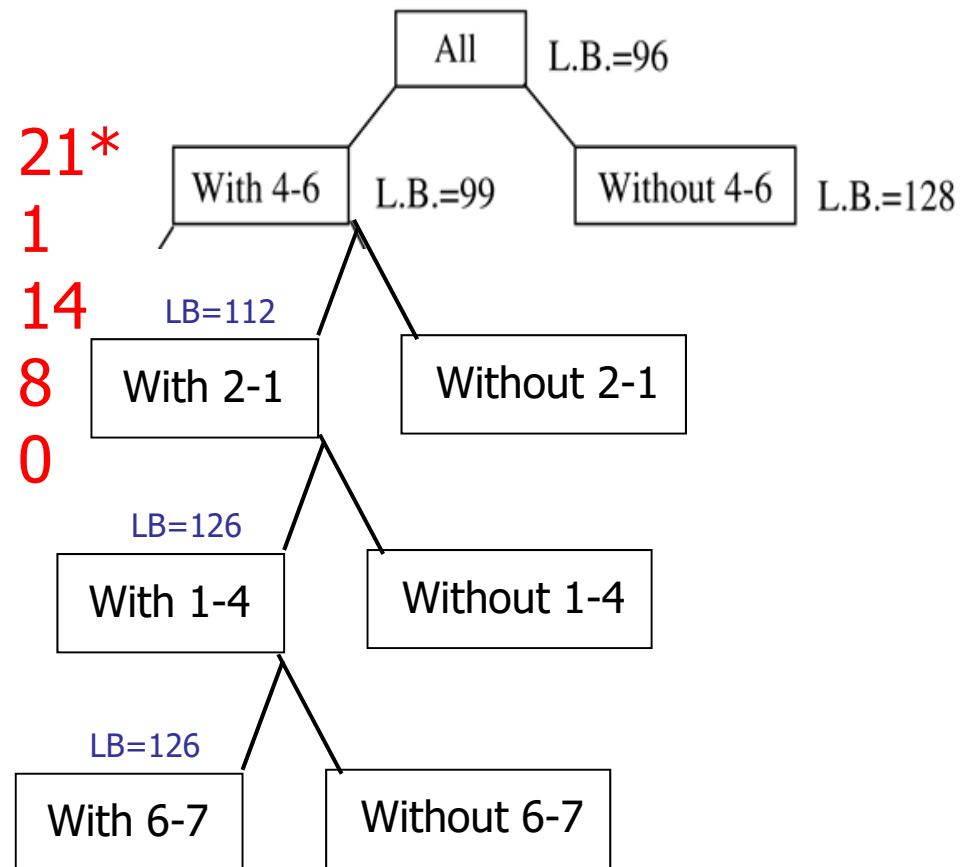 All
L.B.=96
21*
With 4-6
L.B.=99
Without 4-6
L.B.=128
1
14
LB=112
8
With 2-1
Without 2-1
0
LB=126
With 1-4
Without 1-4
LB=126
With 6-7
Without 6-7